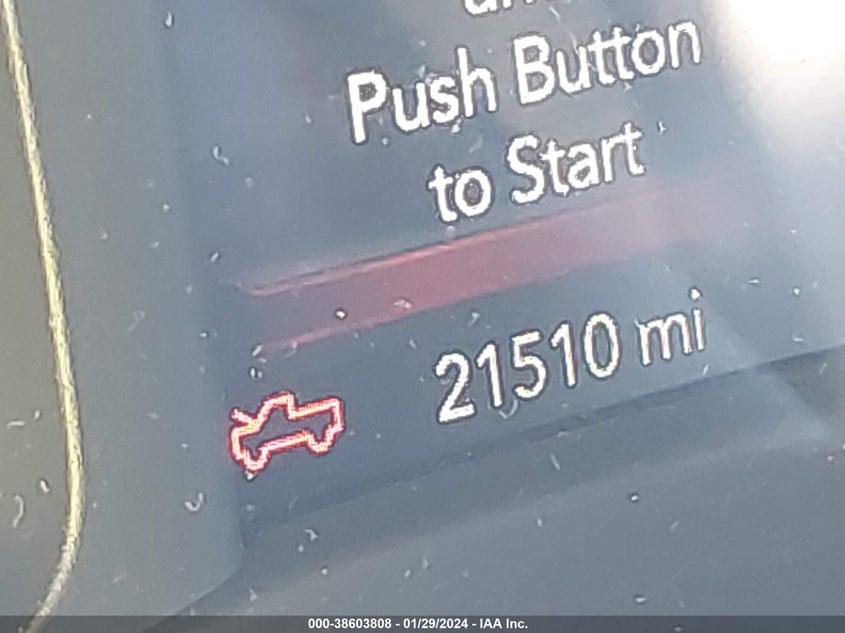 Push Button
to Start
21510 mi
000-38603808 - 01/29/2024 - IAA Inc.